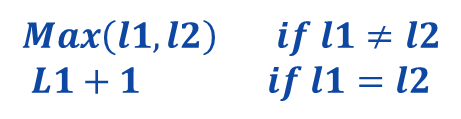 Max(l1, l2) if l1 ≠ l2
L1 + 1 if l1 = l2